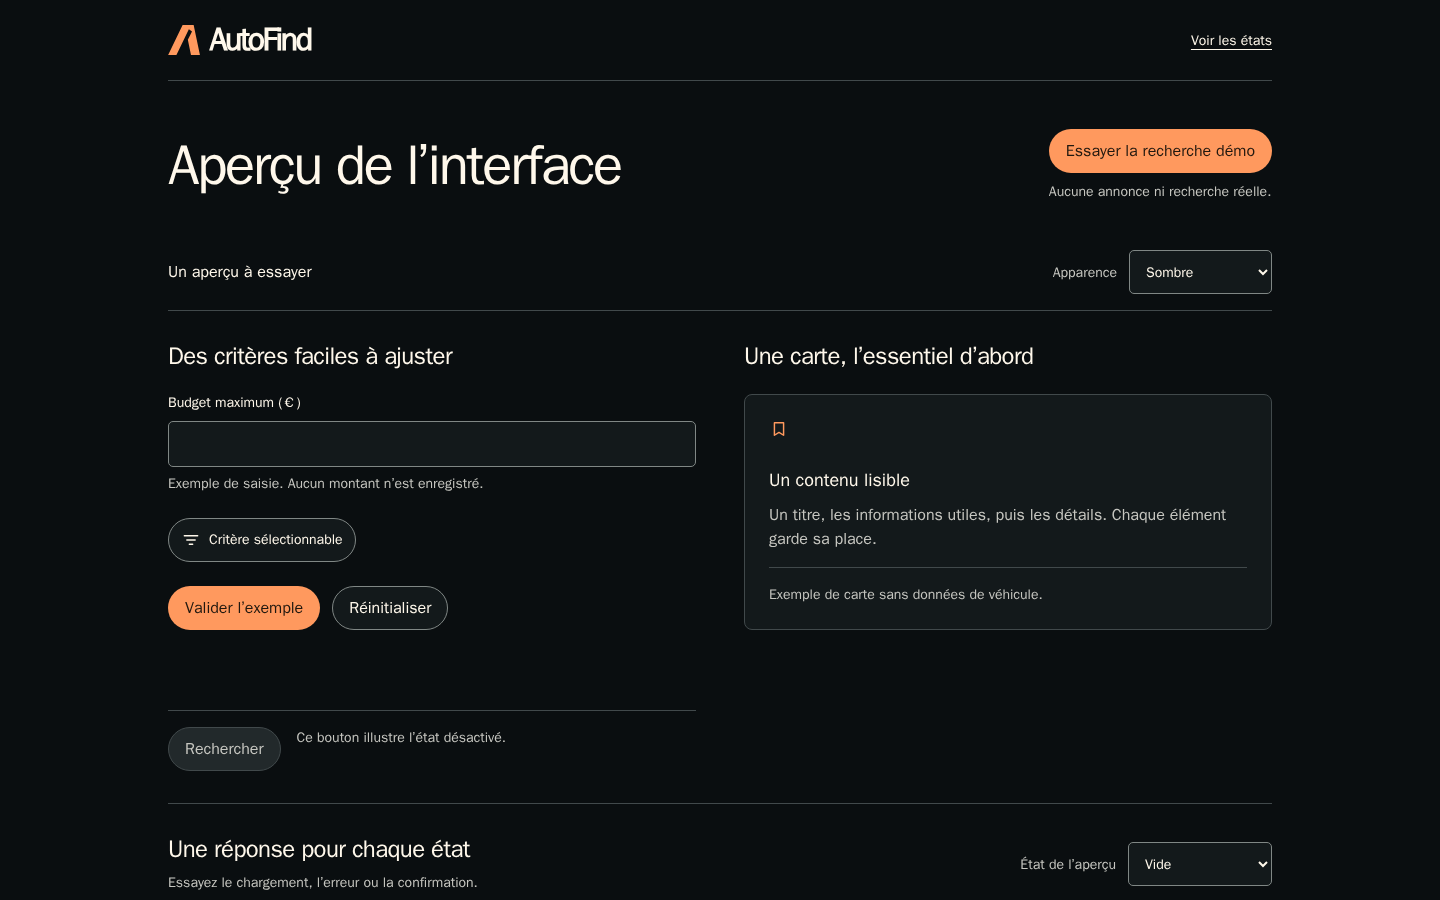 AutoFind
Voir les états
Aperçu de l’interface
Essayer la recherche démo
Aucune annonce ni recherche réelle.
Un aperçu à essayer
Apparence
Sombre
Des critères faciles à ajuster
Budget maximum (€)
Exemple de saisie. Aucun montant n’est enregistré.
Critère sélectionnable
Valider l’exemple
Réinitialiser
Une carte, l’essentiel d’abord
Un contenu lisible
Un titre, les informations utiles, puis les détails. Chaque élément
garde sa place.
Exemple de carte sans données de véhicule.
Rechercher
Ce bouton illustre l’état désactivé.
Une réponse pour chaque état
Essayez le chargement, l’erreur ou la confirmation.
État de l’aperçu
Vide